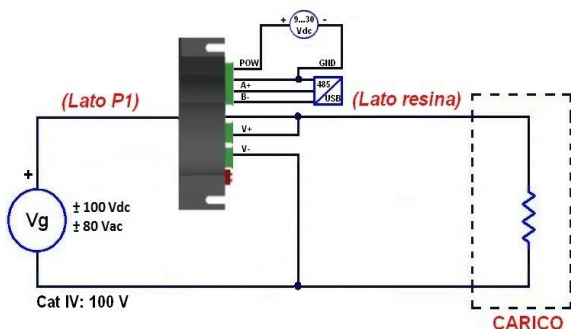 9...30
Vdc
+
-
POW
GND
A+
B-
485
USB
(Lato P1)
(Lato resina)
V+
V-
+
Vg
± 100 Vdc
± 80 Vac
Cat IV: 100 V
CARICO